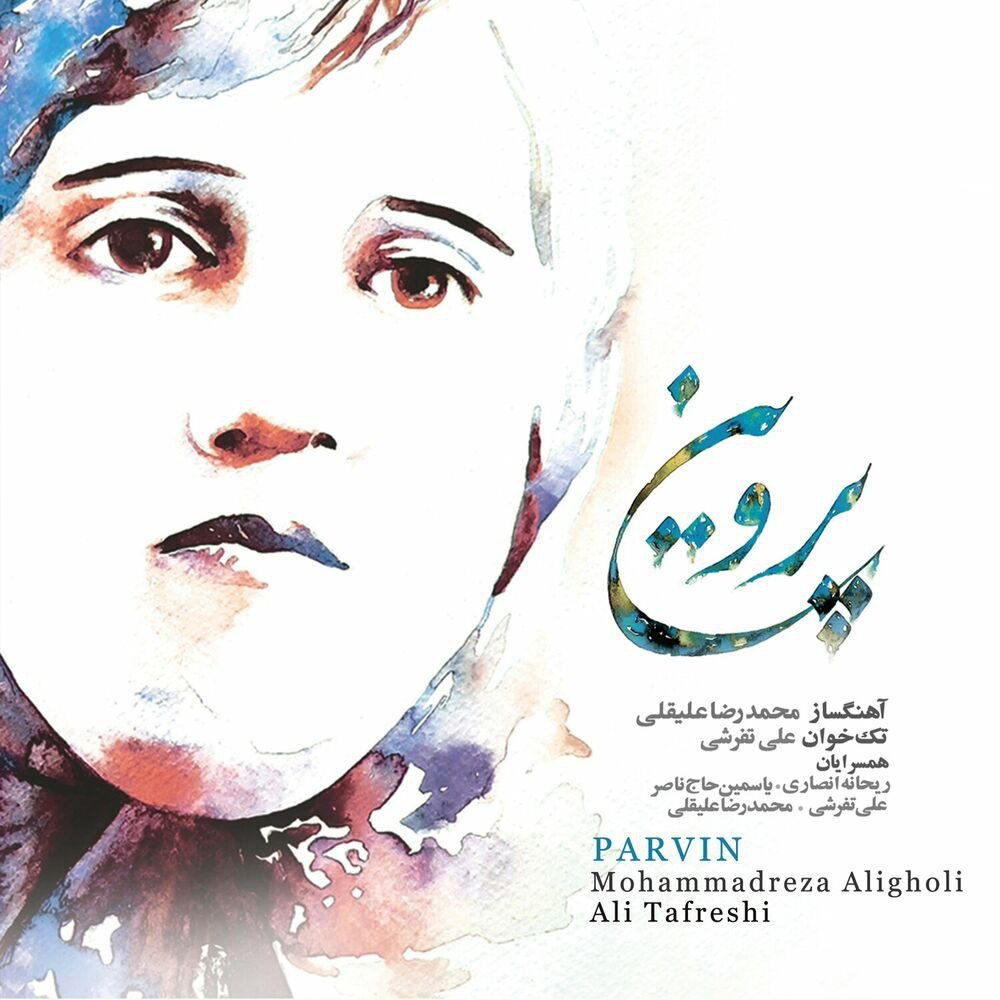 پروین
آهنگساز محمدرضا علیقلی
تک‌خوان علی تفرشی
همسرایان
ریحانه انصاری . یاسمین حاج ناصر
علی تفرشی . محمدرضا علیقلی
PARVIN
Mohammadreza Aligholi
Ali Tafreshi